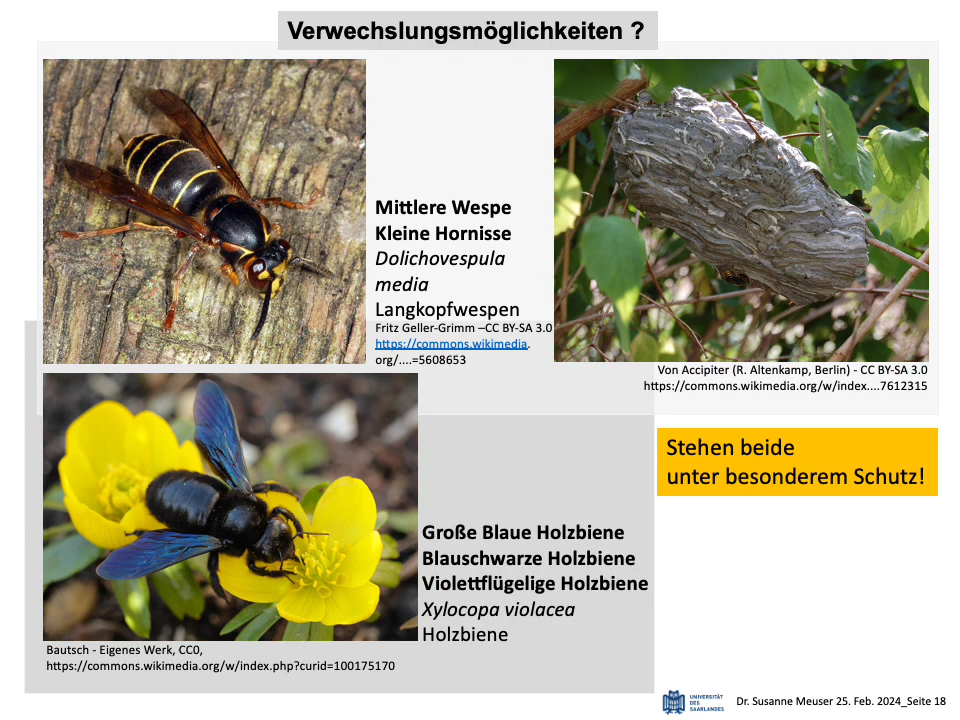 Verwechslungsmöglichkeiten ?
Mittlere Wespe
Kleine Hornisse
Dolichovespula
media
Langkopfwespen
Fritz Geller-Grimm –CC BY-SA 3.0
https://commons.wikimedia.
org/....=5608653
Von Accipiter (R. Altenkamp, Berlin) - CC BY-SA 3.0
https://commons.wikimedia.org/w/index....7612315
Stehen beide
unter besonderem Schutz!
Große Blaue Holzbiene
Blauschwarze Holzbiene
Violettflügelige Holzbiene
Xylocopa violacea
Holzbiene
Bautsch - Eigenes Werk, CC0,
https://commons.wikimedia.org/w/index.php?curid=100175170
UNIVERSITÄT
DES
SAARLANDES
Dr. Susanne Meuser 25. Feb. 2024_Seite 18